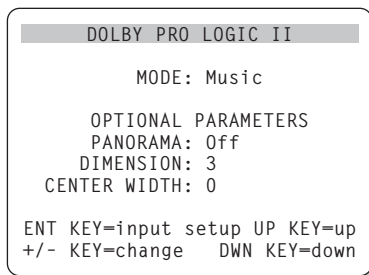 DOLBY PRO LOGIC II
MODE: Music
OPTIONAL PARAMETERS
PANORAMA: Off
DIMENSION: 3
CENTER WIDTH: 0
ENT KEY=input setup UP KEY=up
+/- KEY=change DWN KEY=down